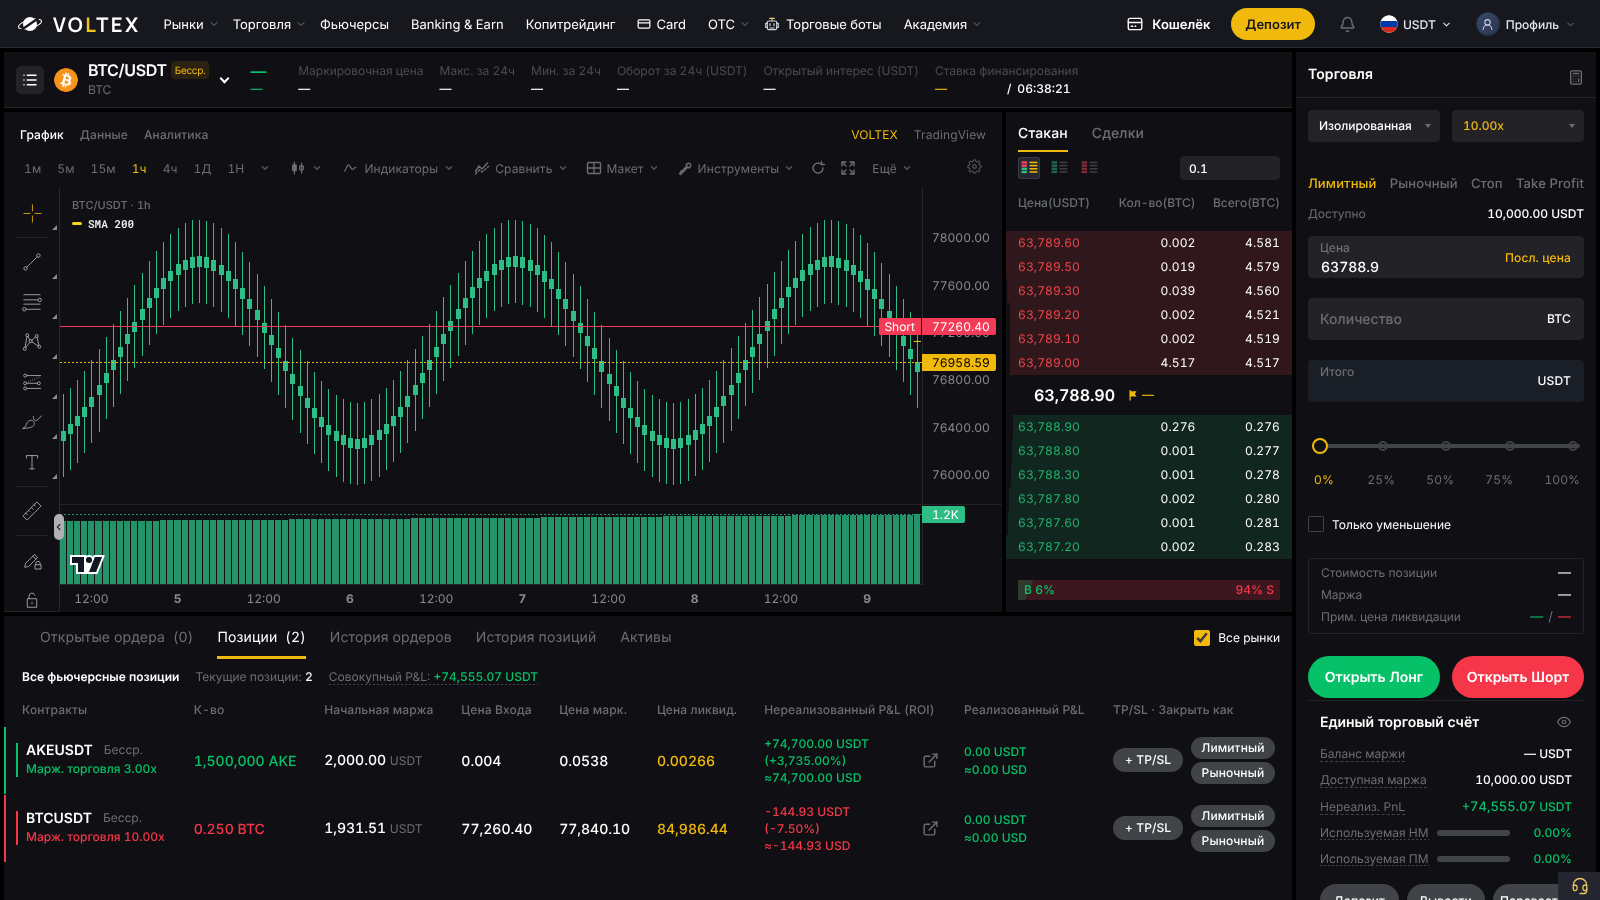 VOLTEX Рынки Торговля Фьючерсы Banking & Earn Копитрейдинг Card ОТС Торговые боты Академия Кошелёк Депозит USDT Профиль
BTC/USDT Бесср.
BTC
— —
Маркировочная цена —
Макс. за 24ч —
Мин. за 24ч —
Оборот за 24ч (USDT) —
Открытый интерес (USDT) —
Ставка финансирования
— / 06:38:21
График Данные Аналитика VOLTEX TradingView
1м 5м 15м 1ч 4ч 1Д 1Н Индикаторы Сравнить Макет Инструменты Ещё
BTC/USDT · 1h
SMA 200
78000.00
77600.00
Short 77260.40
77200.00
76958.59
76800.00
76400.00
76000.00
1.2K
12:00 5 12:00 6 12:00 7 12:00 8 12:00 9
Стакан Сделки
0.1
Цена(USDT) Кол-во(BTC) Всего(BTC)
63,789.60 0.002 4.581
63,789.50 0.019 4.579
63,789.30 0.039 4.560
63,789.20 0.002 4.521
63,789.10 0.002 4.519
63,789.00 4.517 4.517
63,788.90 —
63,788.90 0.276 0.276
63,788.80 0.001 0.277
63,788.30 0.001 0.278
63,787.80 0.002 0.280
63,787.60 0.001 0.281
63,787.20 0.002 0.283
B 6% 94% S
Торговля
Изолированная 10.00x
Лимитный Рыночный Стоп Take Profit
Доступно 10,000.00 USDT
Цена
63788.9 Посл. цена
Количество BTC
Итого
USDT
0% 25% 50% 75% 100%
Только уменьшение
Стоимость позиции —
Маржа —
Прим. цена ликвидации — / —
Открыть Лонг Открыть Шорт
Единый торговый счёт
Баланс маржи — USDT
Доступная маржа 10,000.00 USDT
Нереализ. PnL +74,555.07 USDT
Используемая НМ 0.00%
Используемая ПМ 0.00%
Депозит Вывести Перевести
Открытые ордера (0) Позиции (2) История ордеров История позиций Активы Все рынки
Все фьючерсные позиции Текущие позиции: 2 Совокупный P&L: +74,555.07 USDT
Контракты К-во Начальная маржа Цена Входа Цена марк. Цена ликвид. Нереализованный P&L (ROI) Реализованный P&L TP/SL · Закрыть как
AKEUSDT Бесср.
Марж. торговля 3.00x
1,500,000 AKE 2,000.00 USDT 0.004 0.0538 0.00266
+74,700.00 USDT
(+3,735.00%)
≈74,700.00 USD
0.00 USDT
≈0.00 USD
+ TP/SL
Лимитный
Рыночный
BTCUSDT Бесср.
Марж. торговля 10.00x
0.250 BTC 1,931.51 USDT 77,260.40 77,840.10 84,986.44
-144.93 USDT
(-7.50%)
≈-144.93 USD
0.00 USDT
≈0.00 USD
+ TP/SL
Лимитный
Рыночный